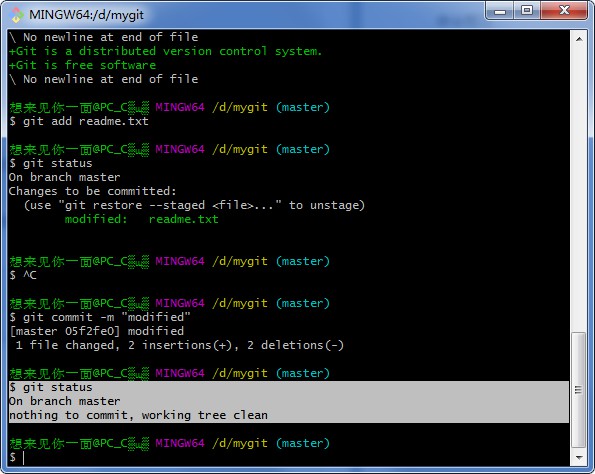 MINGW64:/d/mygit
\ No newline at end of file
+Git is a distributed version control system.
+Git is free software
\ No newline at end of file
想来见你一面@PC_C MINGW64 /d/mygit (master)
$ git add readme.txt
想来见你一面@PC_C MINGW64 /d/mygit (master)
$ git status
On branch master
Changes to be committed:
(use "git restore --staged <file>..." to unstage)
modified: readme.txt
想来见你一面@PC_C MINGW64 /d/mygit (master)
$ ^C
想来见你一面@PC_C MINGW64 /d/mygit (master)
$ git commit -m "modified"
[master 05f2fe0] modified
1 file changed, 2 insertions(+), 2 deletions(-)
想来见你一面@PC_C MINGW64 /d/mygit (master)
$ git status
On branch master
nothing to commit, working tree clean
想来见你一面@PC_C MINGW64 /d/mygit (master)
$